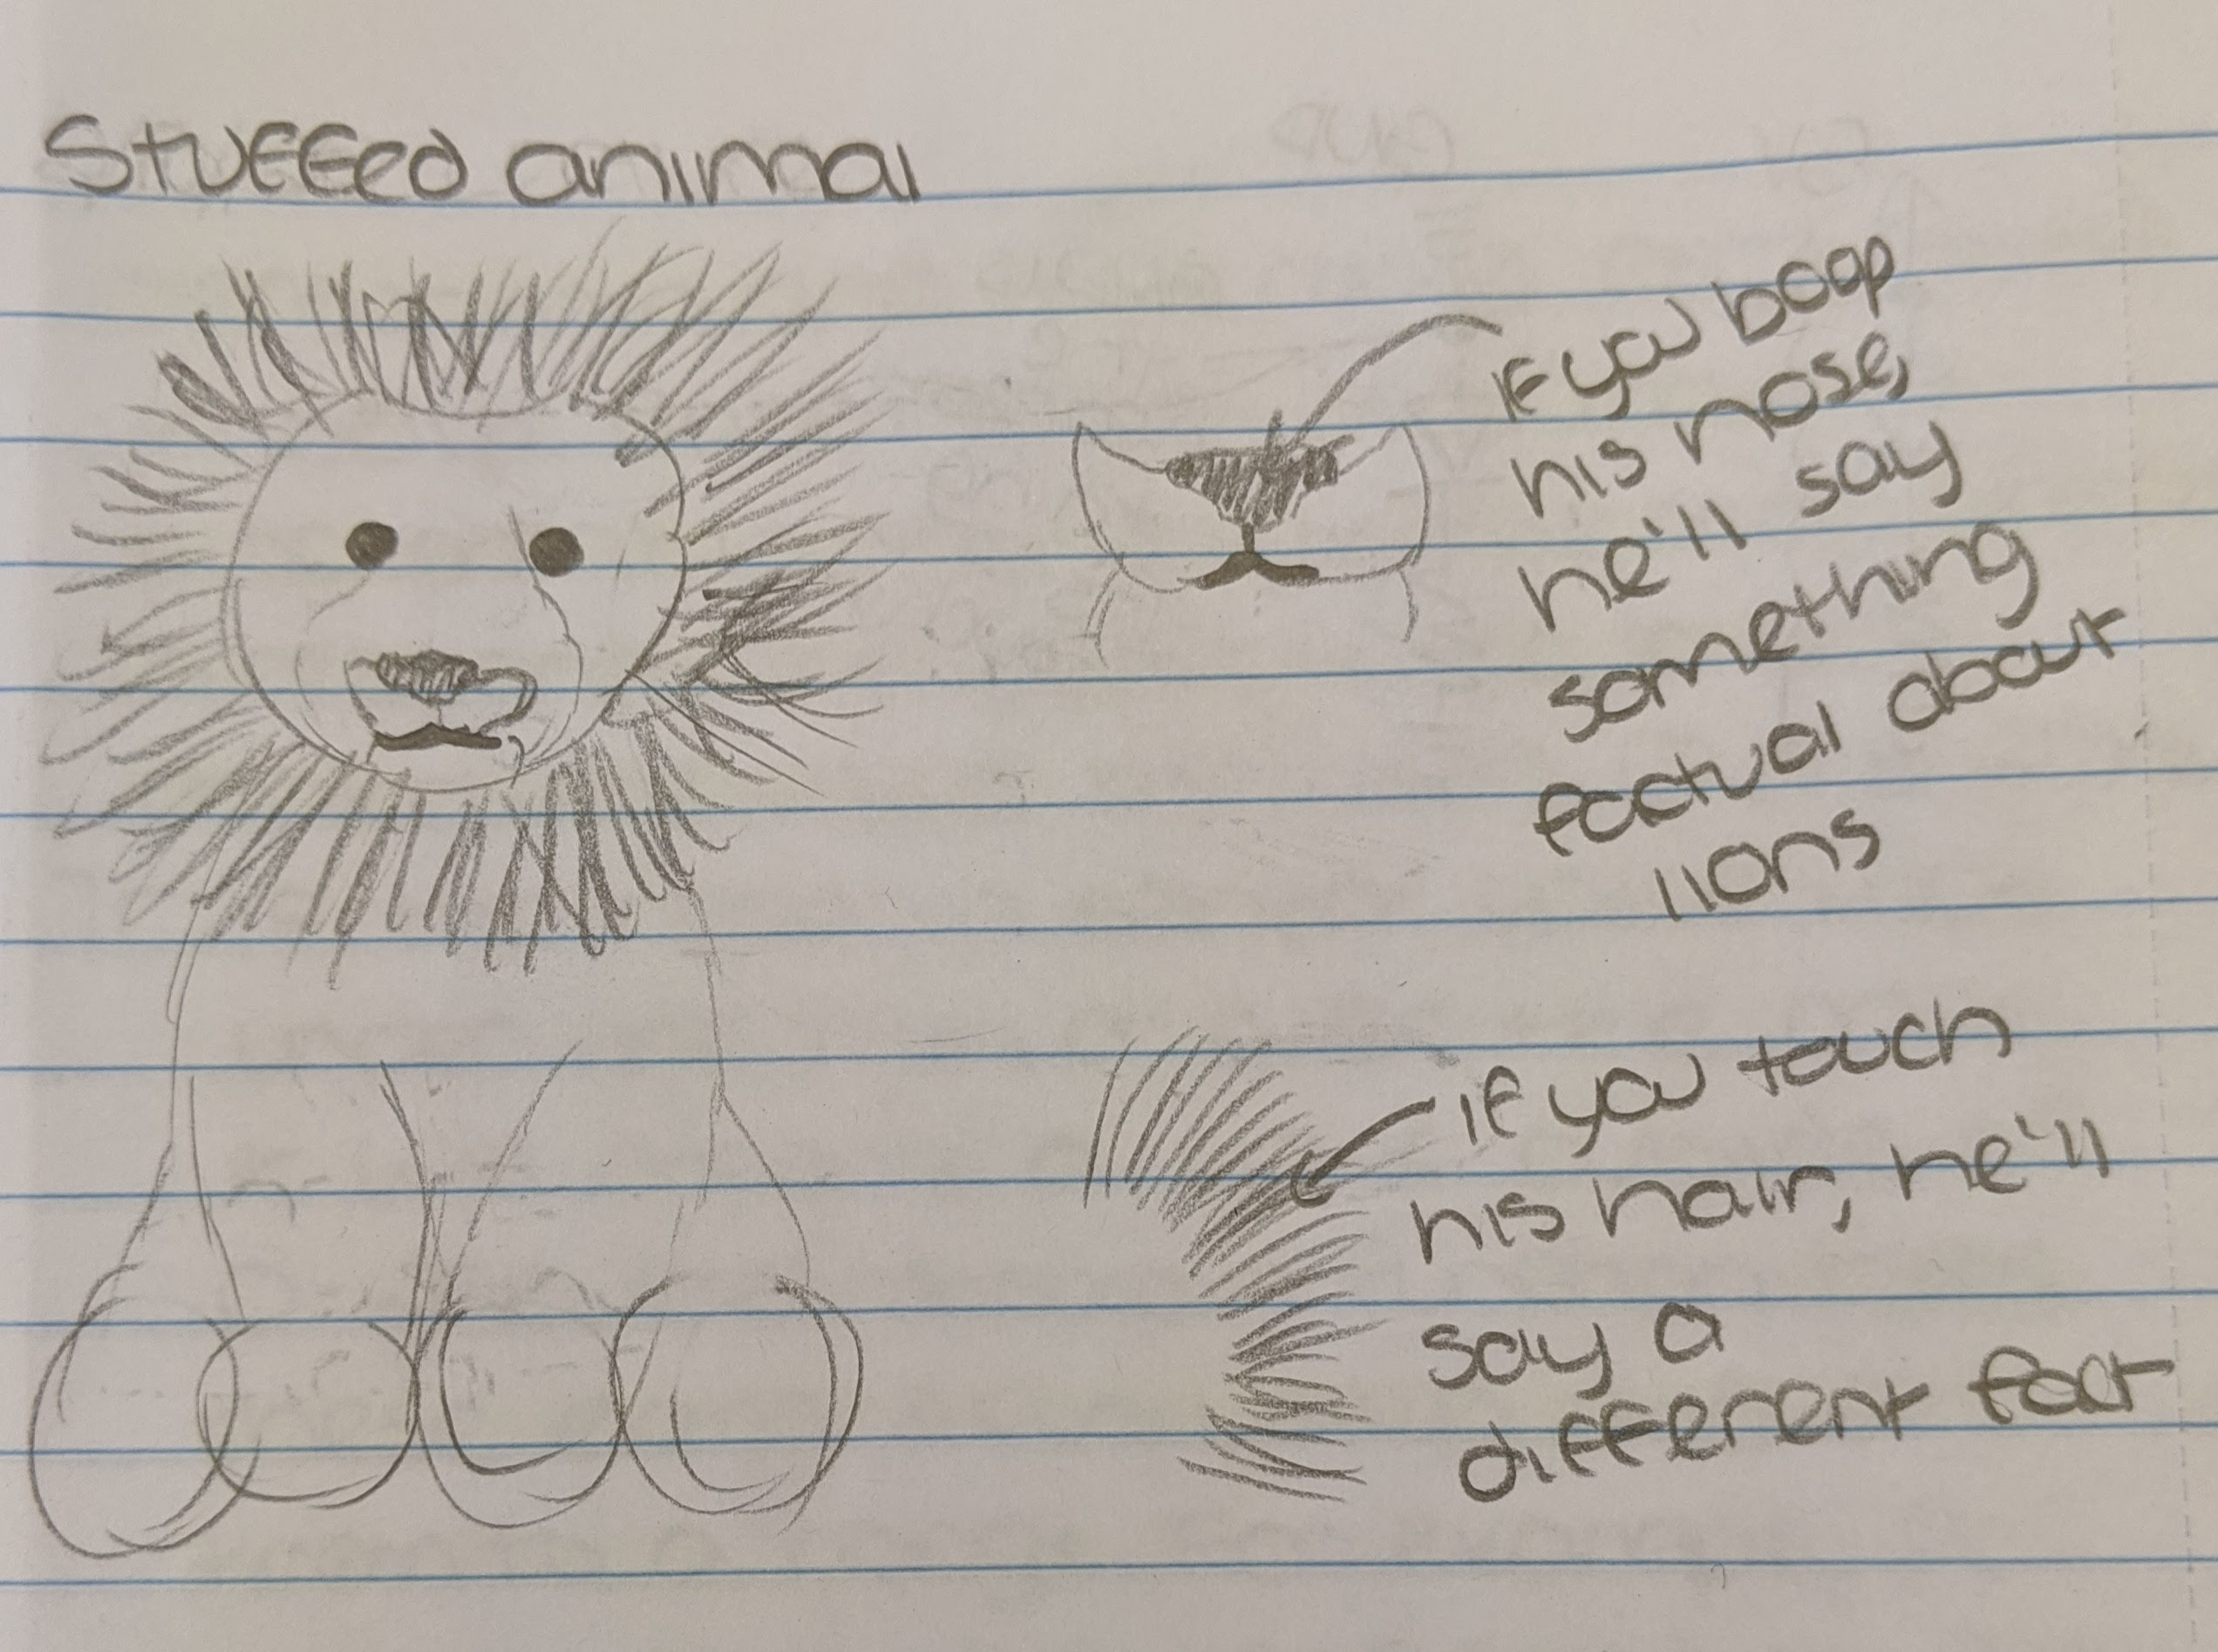 Stuffed animal
if you boop
his nose,
he'll say
something
factual about
lions
if you touch
his hair, he'll
say a
different fact